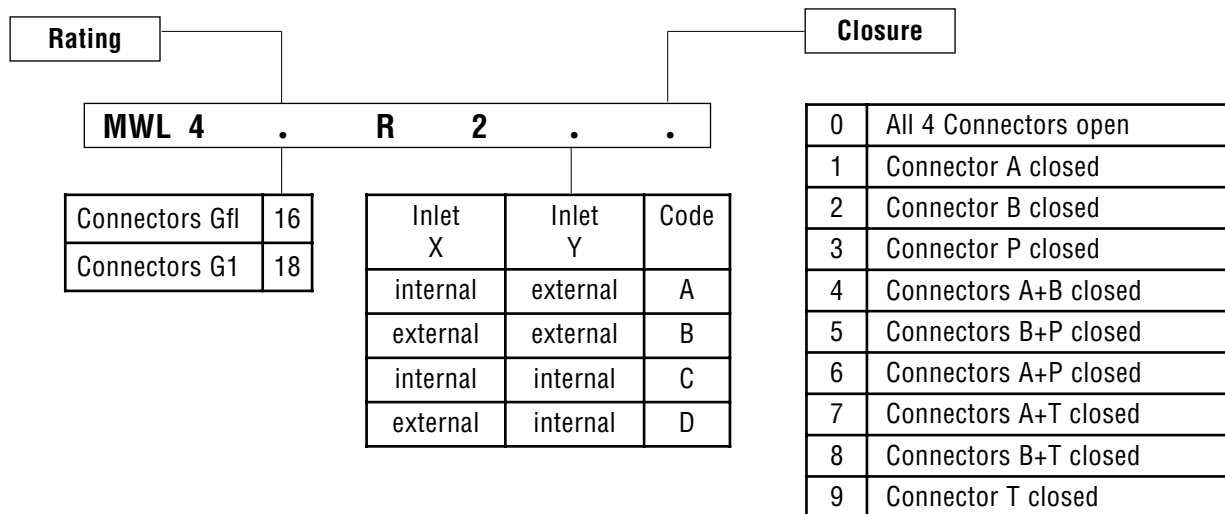 Rating
Closure
MWL 4 . R 2 . .
Connectors Gfl 16
Connectors G1 18
Inlet X Inlet Y Code
internal external A
external external B
internal internal C
external internal D
0 All 4 Connectors open
1 Connector A closed
2 Connector B closed
3 Connector P closed
4 Connectors A+B closed
5 Connectors B+P closed
6 Connectors A+P closed
7 Connectors A+T closed
8 Connectors B+T closed
9 Connector T closed